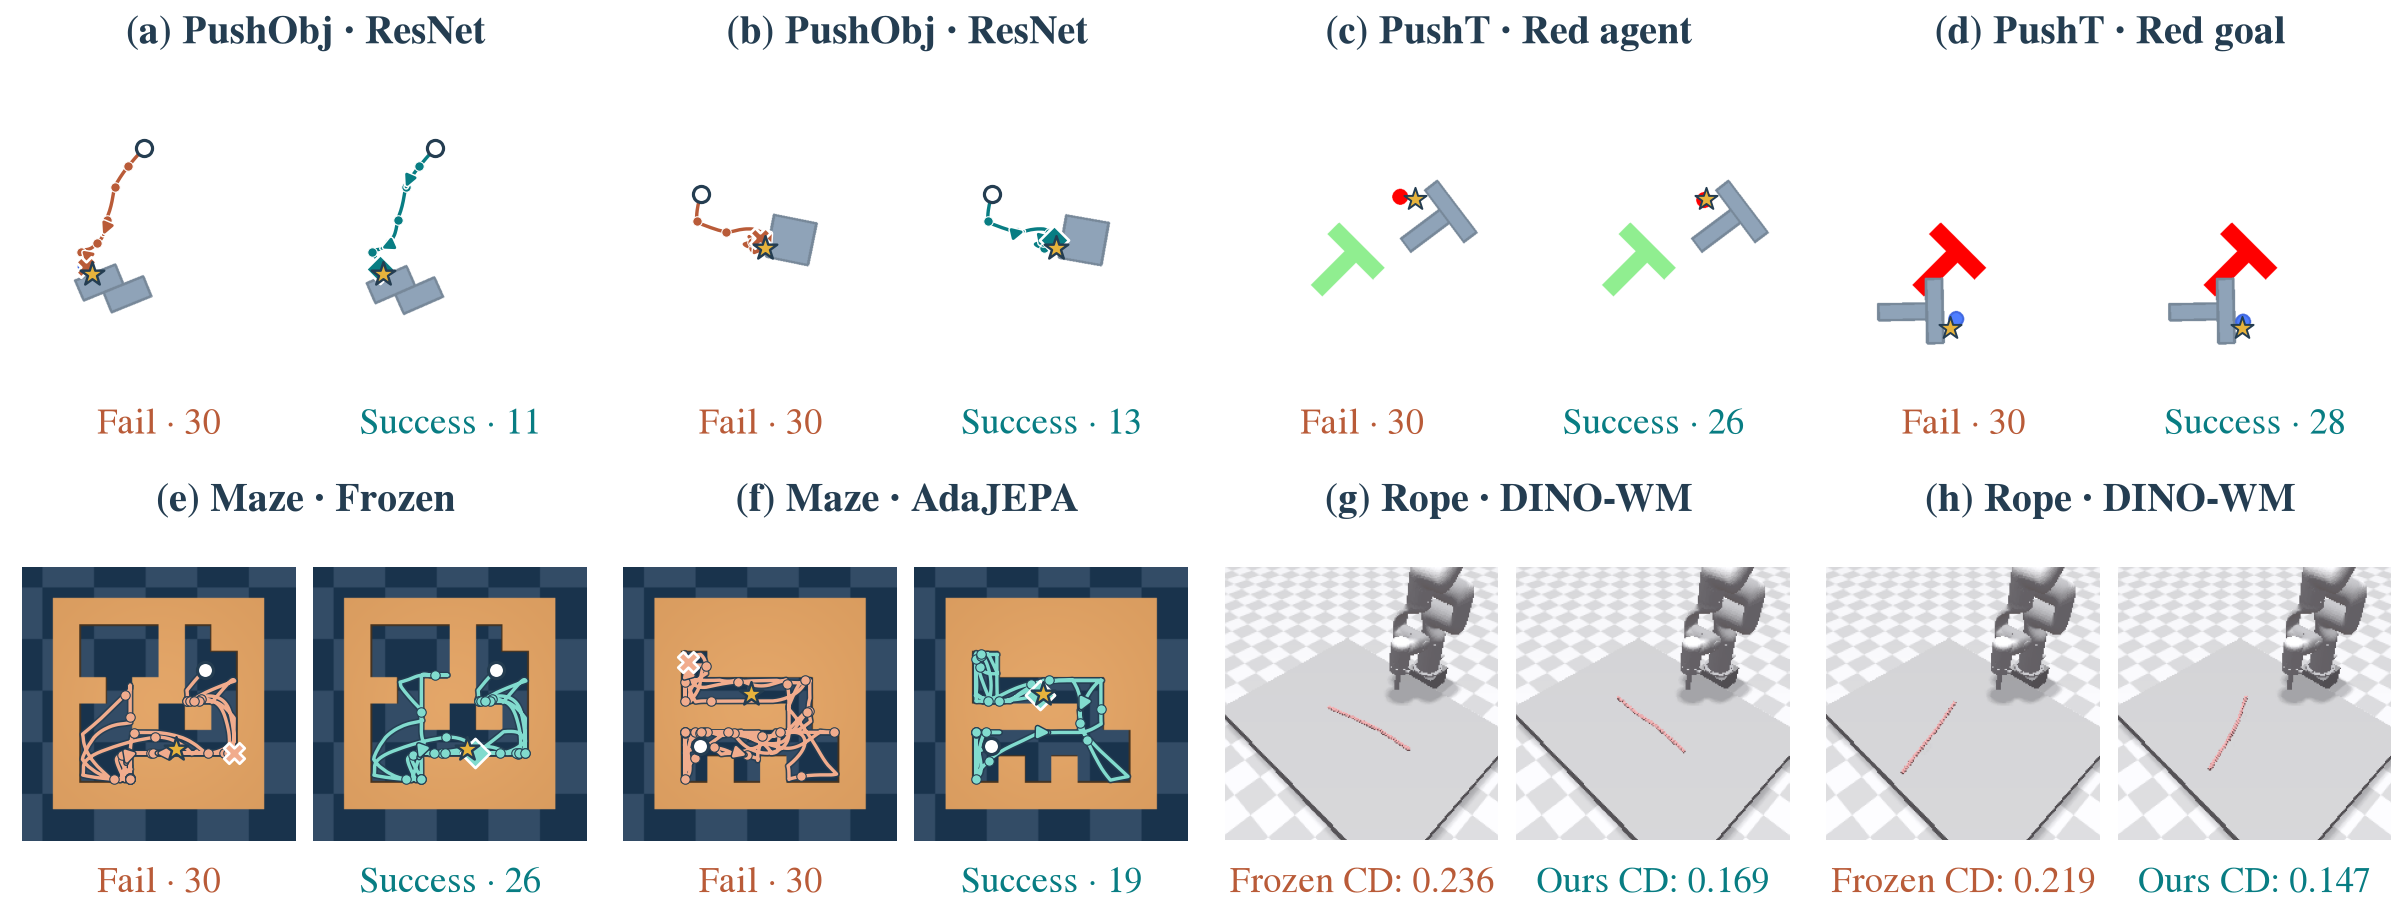 (a) PushObj · ResNet
(b) PushObj · ResNet
(c) PushT · Red agent
(d) PushT · Red goal
Fail · 30
Success · 11
Fail · 30
Success · 13
Fail · 30
Success · 26
Fail · 30
Success · 28
(e) Maze · Frozen
(f) Maze · AdaJEPA
(g) Rope · DINO-WM
(h) Rope · DINO-WM
Fail · 30
Success · 26
Fail · 30
Success · 19
Frozen CD: 0.236
Ours CD: 0.169
Frozen CD: 0.219
Ours CD: 0.147